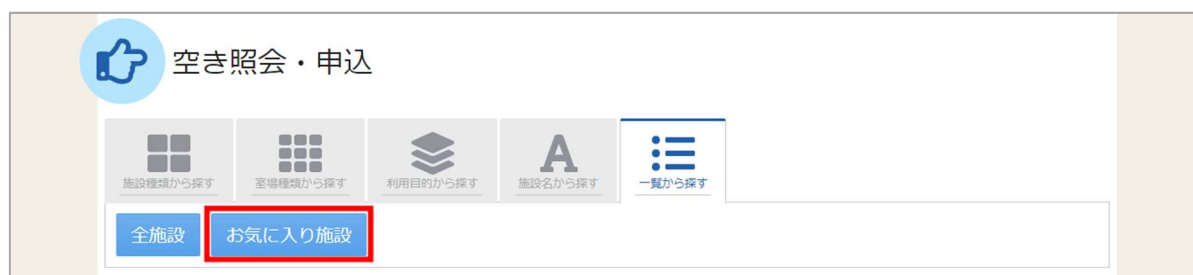 空き照会・申込
施設種類から探す
室場種類から探す
利用目的から探す
施設名から探す
一覧から探す
全施設
お気に入り施設